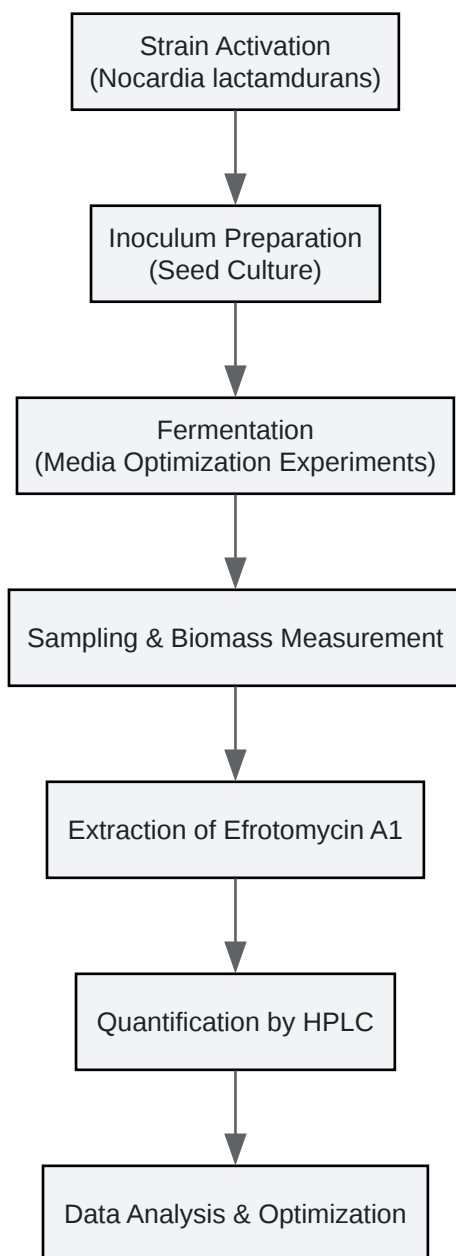 Strain Activation
(Nocardia lactamdurans)
Inoculum Preparation
(Seed Culture)
Fermentation
(Media Optimization Experiments)
Sampling & Biomass Measurement
Extraction of Efrotomycin A1
Quantification by HPLC
Data Analysis & Optimization